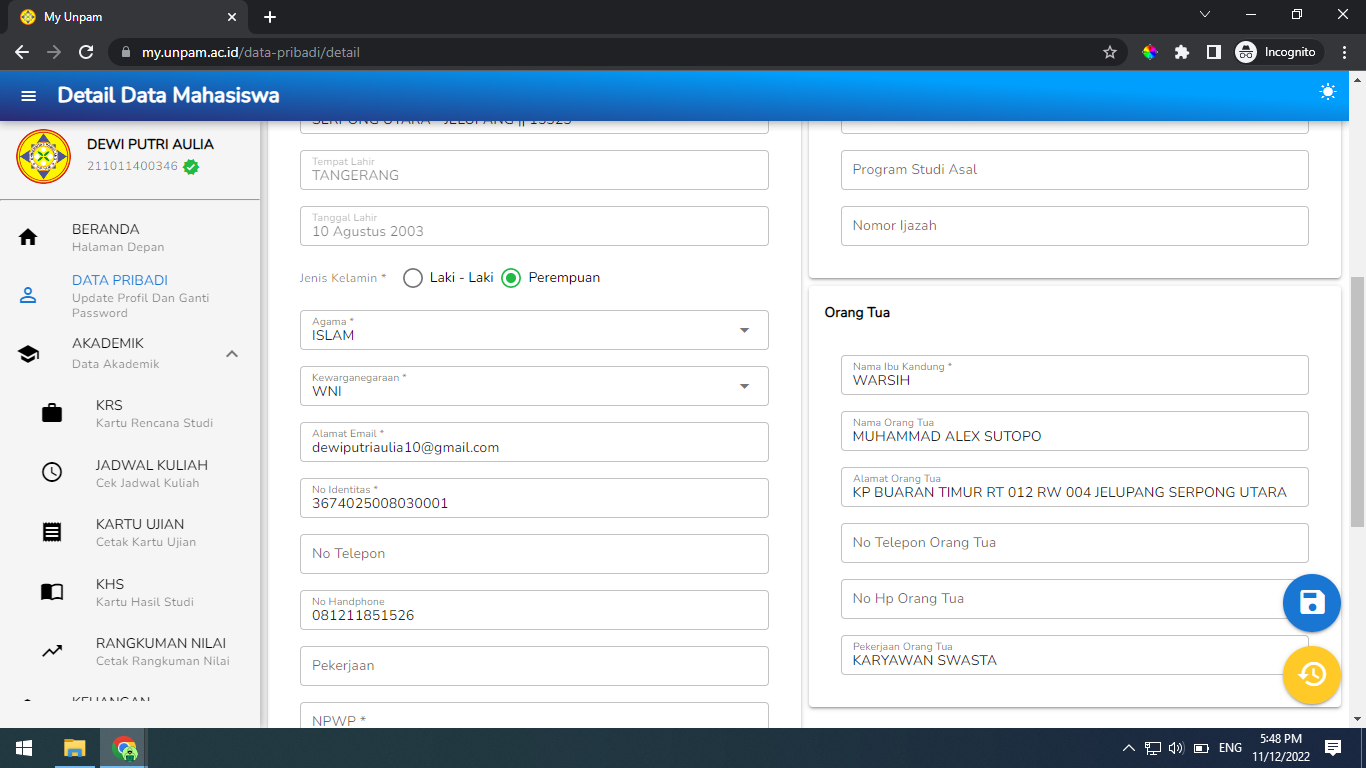 My Unpam
my.unpam.ac.id/data-pribadi/detail
Incognito
Detail Data Mahasiswa
DEWI PUTRI AULIA
211011400346
BERANDA
Halaman Depan
DATA PRIBADI
Update Profil Dan Ganti
Password
AKADEMIK
Data Akademik
KRS
Kartu Rencana Studi
JADWAL KULIAH
Cek Jadwal Kuliah
KARTU UJIAN
Cetak Kartu Ujian
KHS
Kartu Hasil Studi
RANGKUMAN NILAI
Cetak Rangkuman Nilai
KEUANGAN
SERPONG UTARA - JELUPANG || 15323
Tempat Lahir
TANGERANG
Tanggal Lahir
10 Agustus 2003
Jenis Kelamin * Laki - Laki Perempuan
Agama *
ISLAM
Kewarganegaraan *
WNI
Alamat Email *
dewiputriaulia10@gmail.com
No Identitas *
3674025008030001
No Telepon
No Handphone
081211851526
Pekerjaan
NPWP *
Program Studi Asal
Nomor Ijazah
Orang Tua
Nama Ibu Kandung *
WARSIH
Nama Orang Tua
MUHAMMAD ALEX SUTOPO
Alamat Orang Tua
KP BUARAN TIMUR RT 012 RW 004 JELUPANG SERPONG UTARA
No Telepon Orang Tua
No Hp Orang Tua
Pekerjaan Orang Tua
KARYAWAN SWASTA
ENG
5:48 PM
11/12/2022